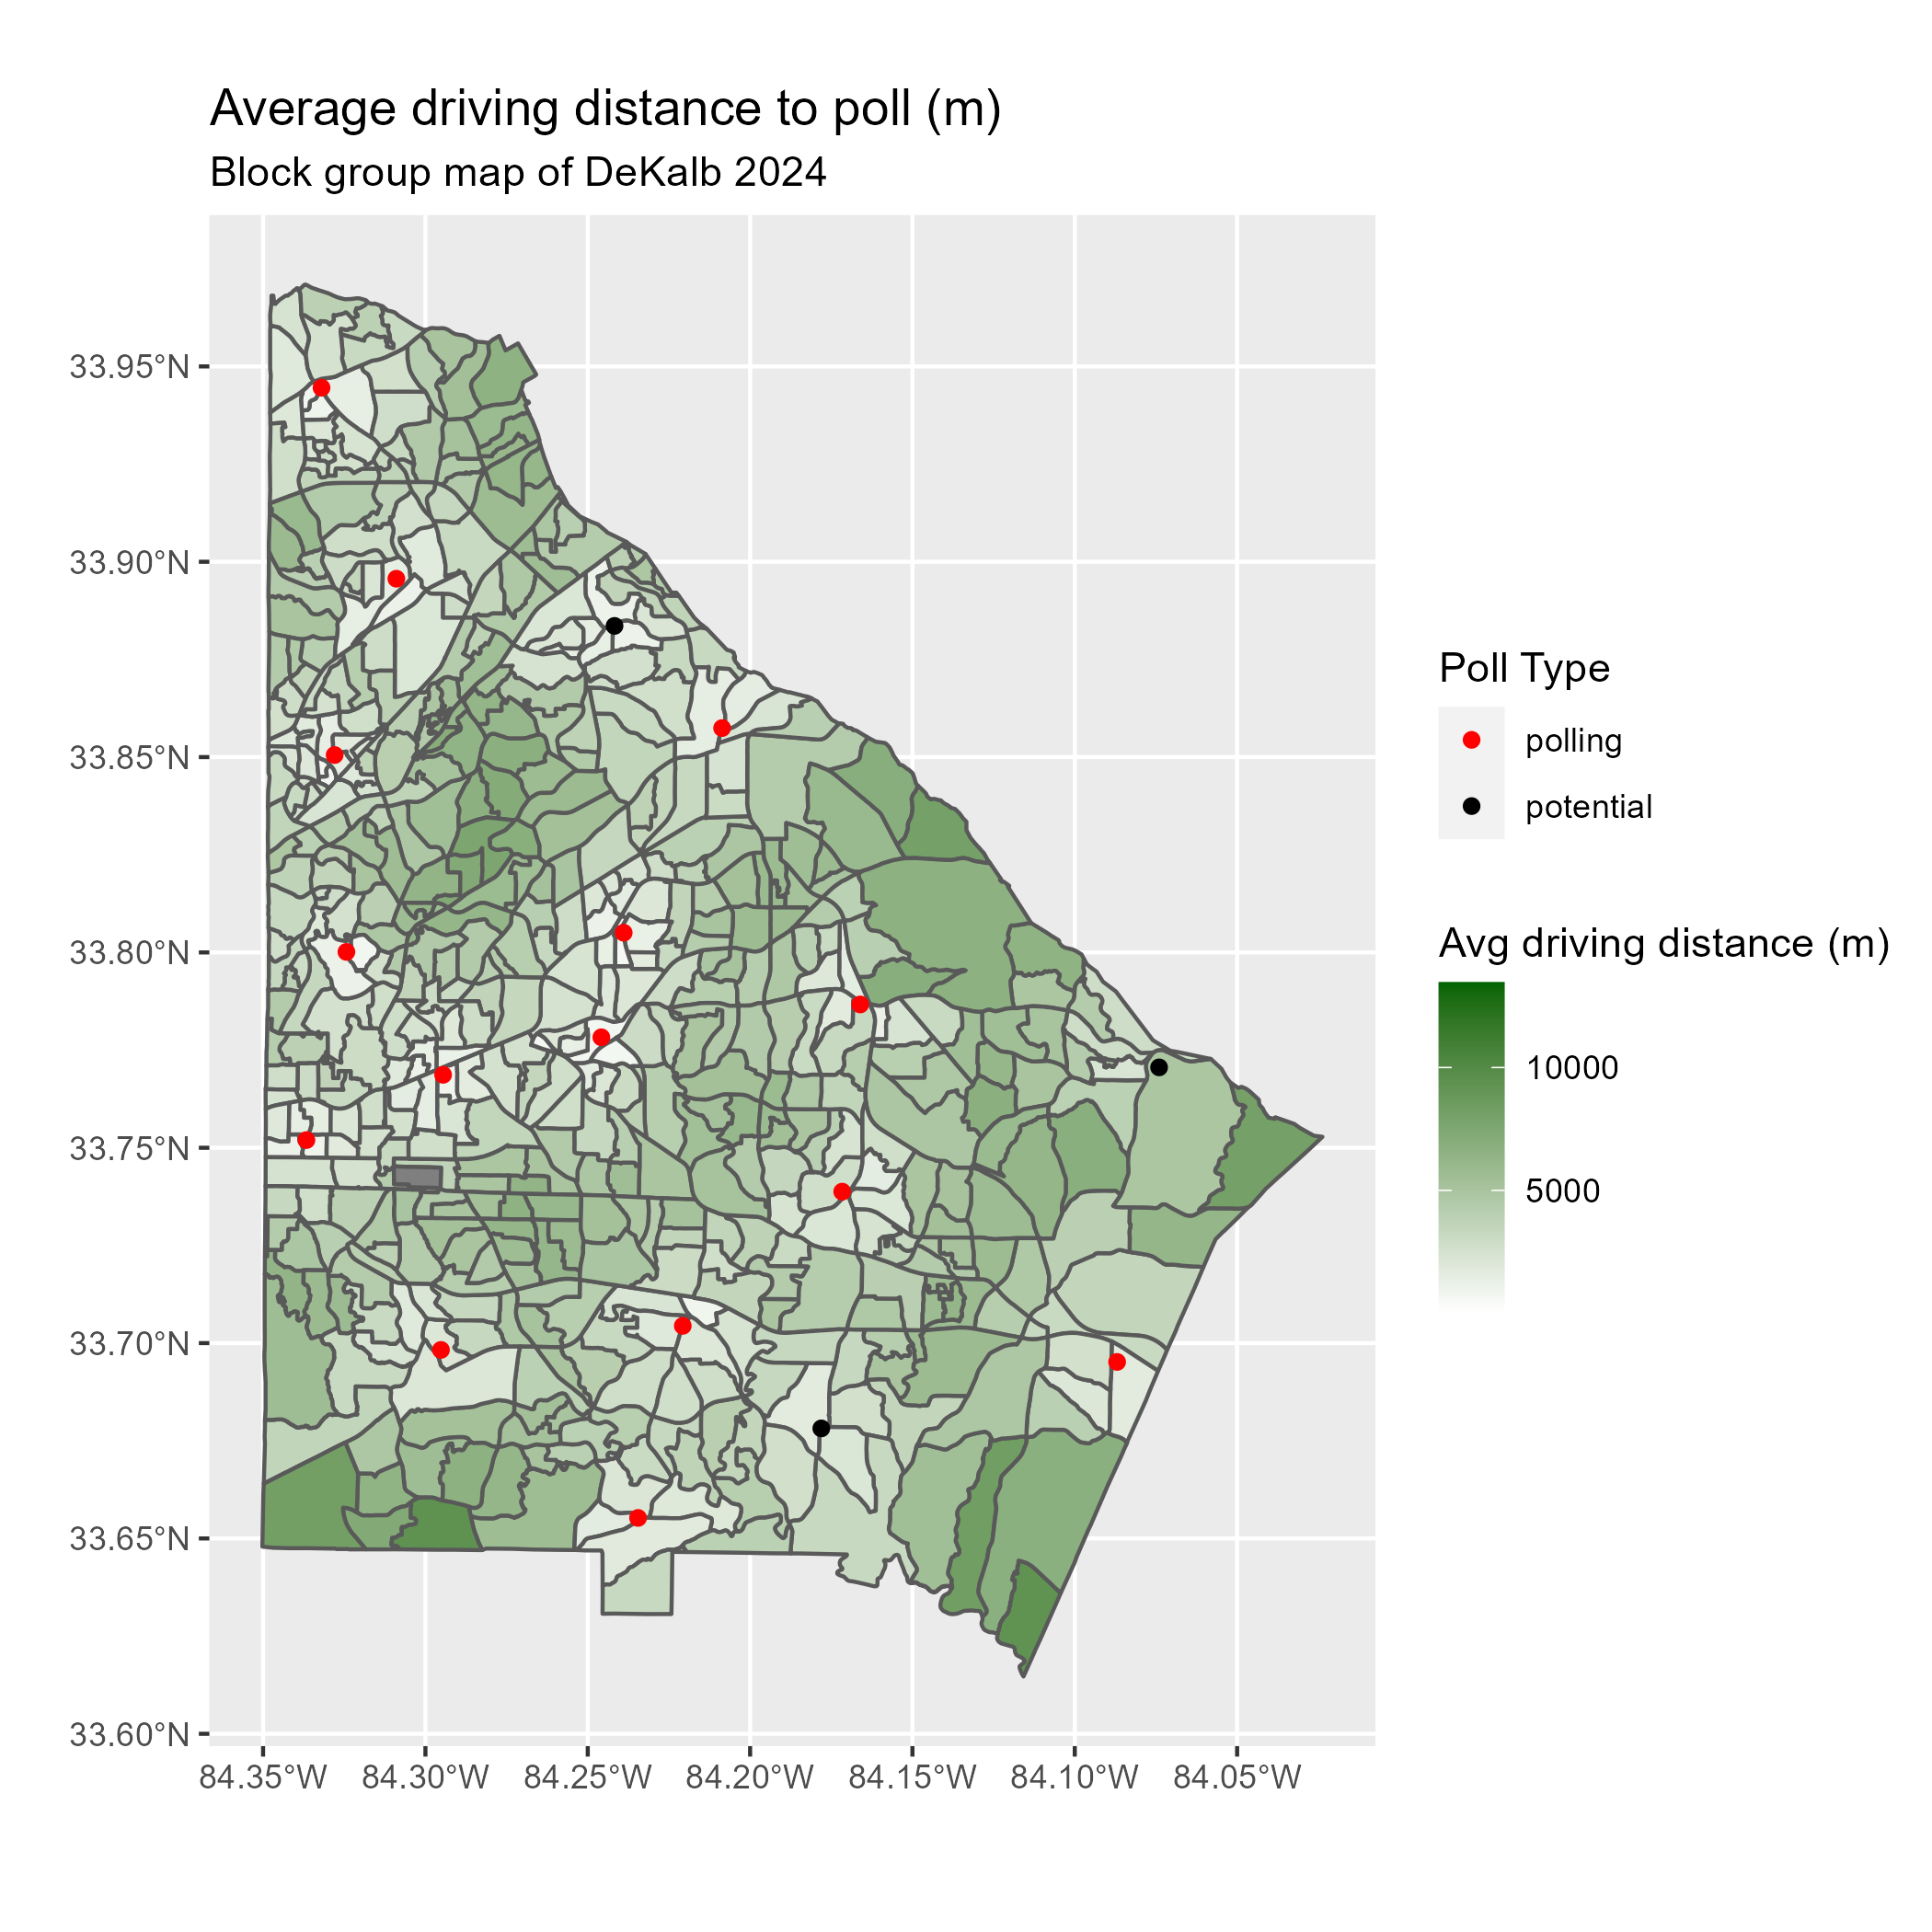 Average driving distance to poll (m)
Block group map of DeKalb 2024
33.95°N
33.90°N
33.85°N
33.80°N
33.75°N
33.70°N
33.65°N
33.60°N
84.35°W 84.30°W 84.25°W 84.20°W 84.15°W 84.10°W 84.05°W
Poll Type
polling
potential
Avg driving distance (m)
10000
5000